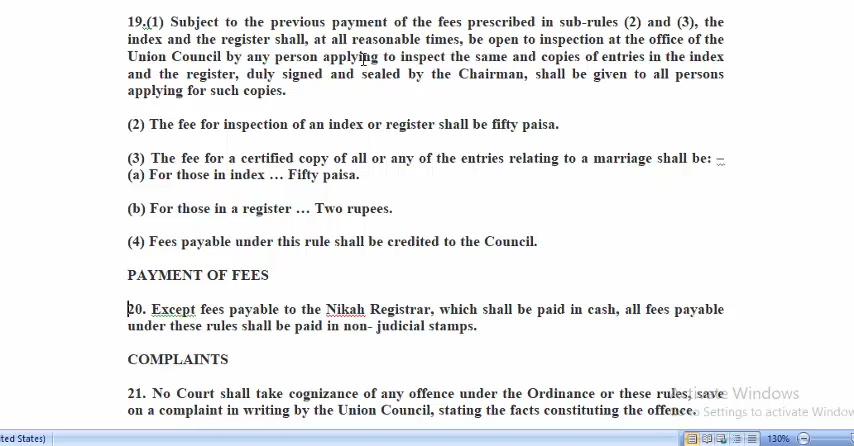 19.(1) Subject to the previous payment of the fees prescribed in sub-rules (2) and (3), the
index and the register shall, at all reasonable times, be open to inspection at the office of the
Union Council by any person applying to inspect the same and copies of entries in the index
and the register, duly signed and sealed by the Chairman, shall be given to all persons
applying for such copies.
(2) The fee for inspection of an index or register shall be fifty paisa.
(3) The fee for a certified copy of all or any of the entries relating to a marriage shall be: –
(a) For those in index … Fifty paisa.
(b) For those in a register … Two rupees.
(4) Fees payable under this rule shall be credited to the Council.
PAYMENT OF FEES
20. Except fees payable to the Nikah Registrar, which shall be paid in cash, all fees payable
under these rules shall be paid in non- judicial stamps.
COMPLAINTS
21. No Court shall take cognizance of any offence under the Ordinance or these rules, save
on a complaint in writing by the Union Council, stating the facts constituting the offence.
Activate Windows
to Settings to activate Window
ted States)
130%